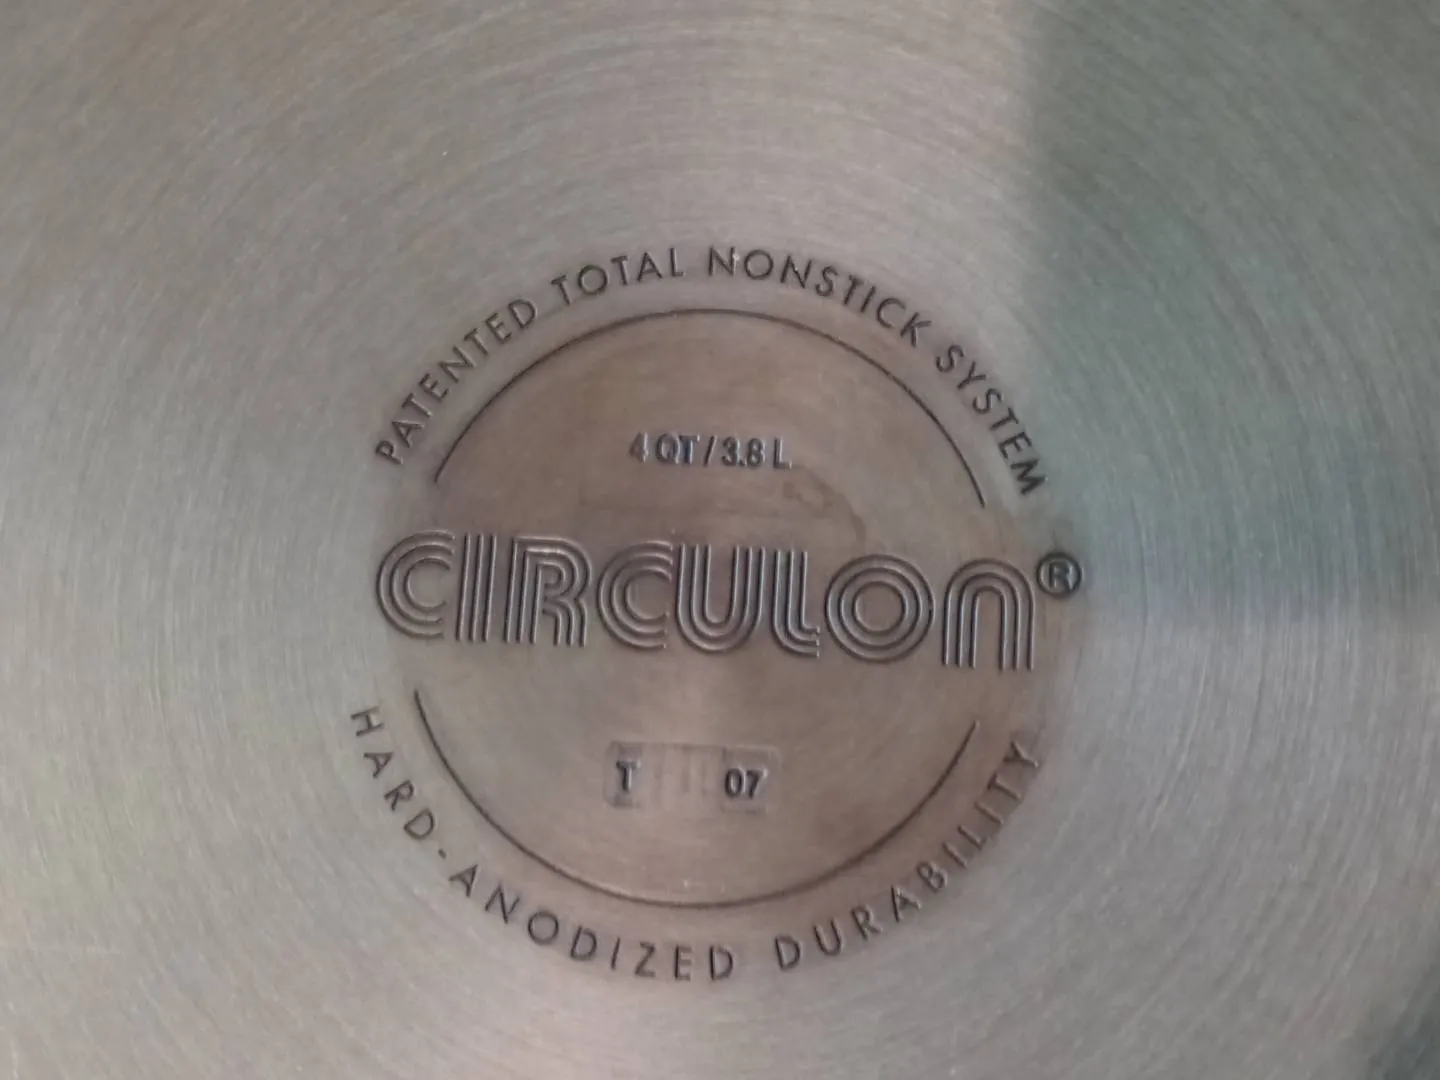 PATENTED TOTAL NONSTICK SYSTEM
4 QT / 3.8 L
CIRCULON®
T 07
HARD-ANODIZED DURABILITY